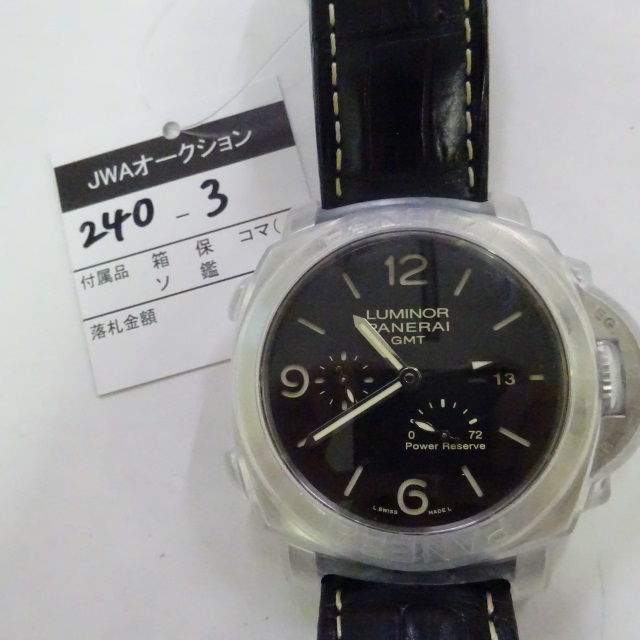 JWAオークション
240 - 3
付属品 箱 保 コマ(
ソ 鑑
落札金額
12
LUMINOR
PANERAI
GMT
9
13
0 72
Power Reserve
6
L SWISS MADE L